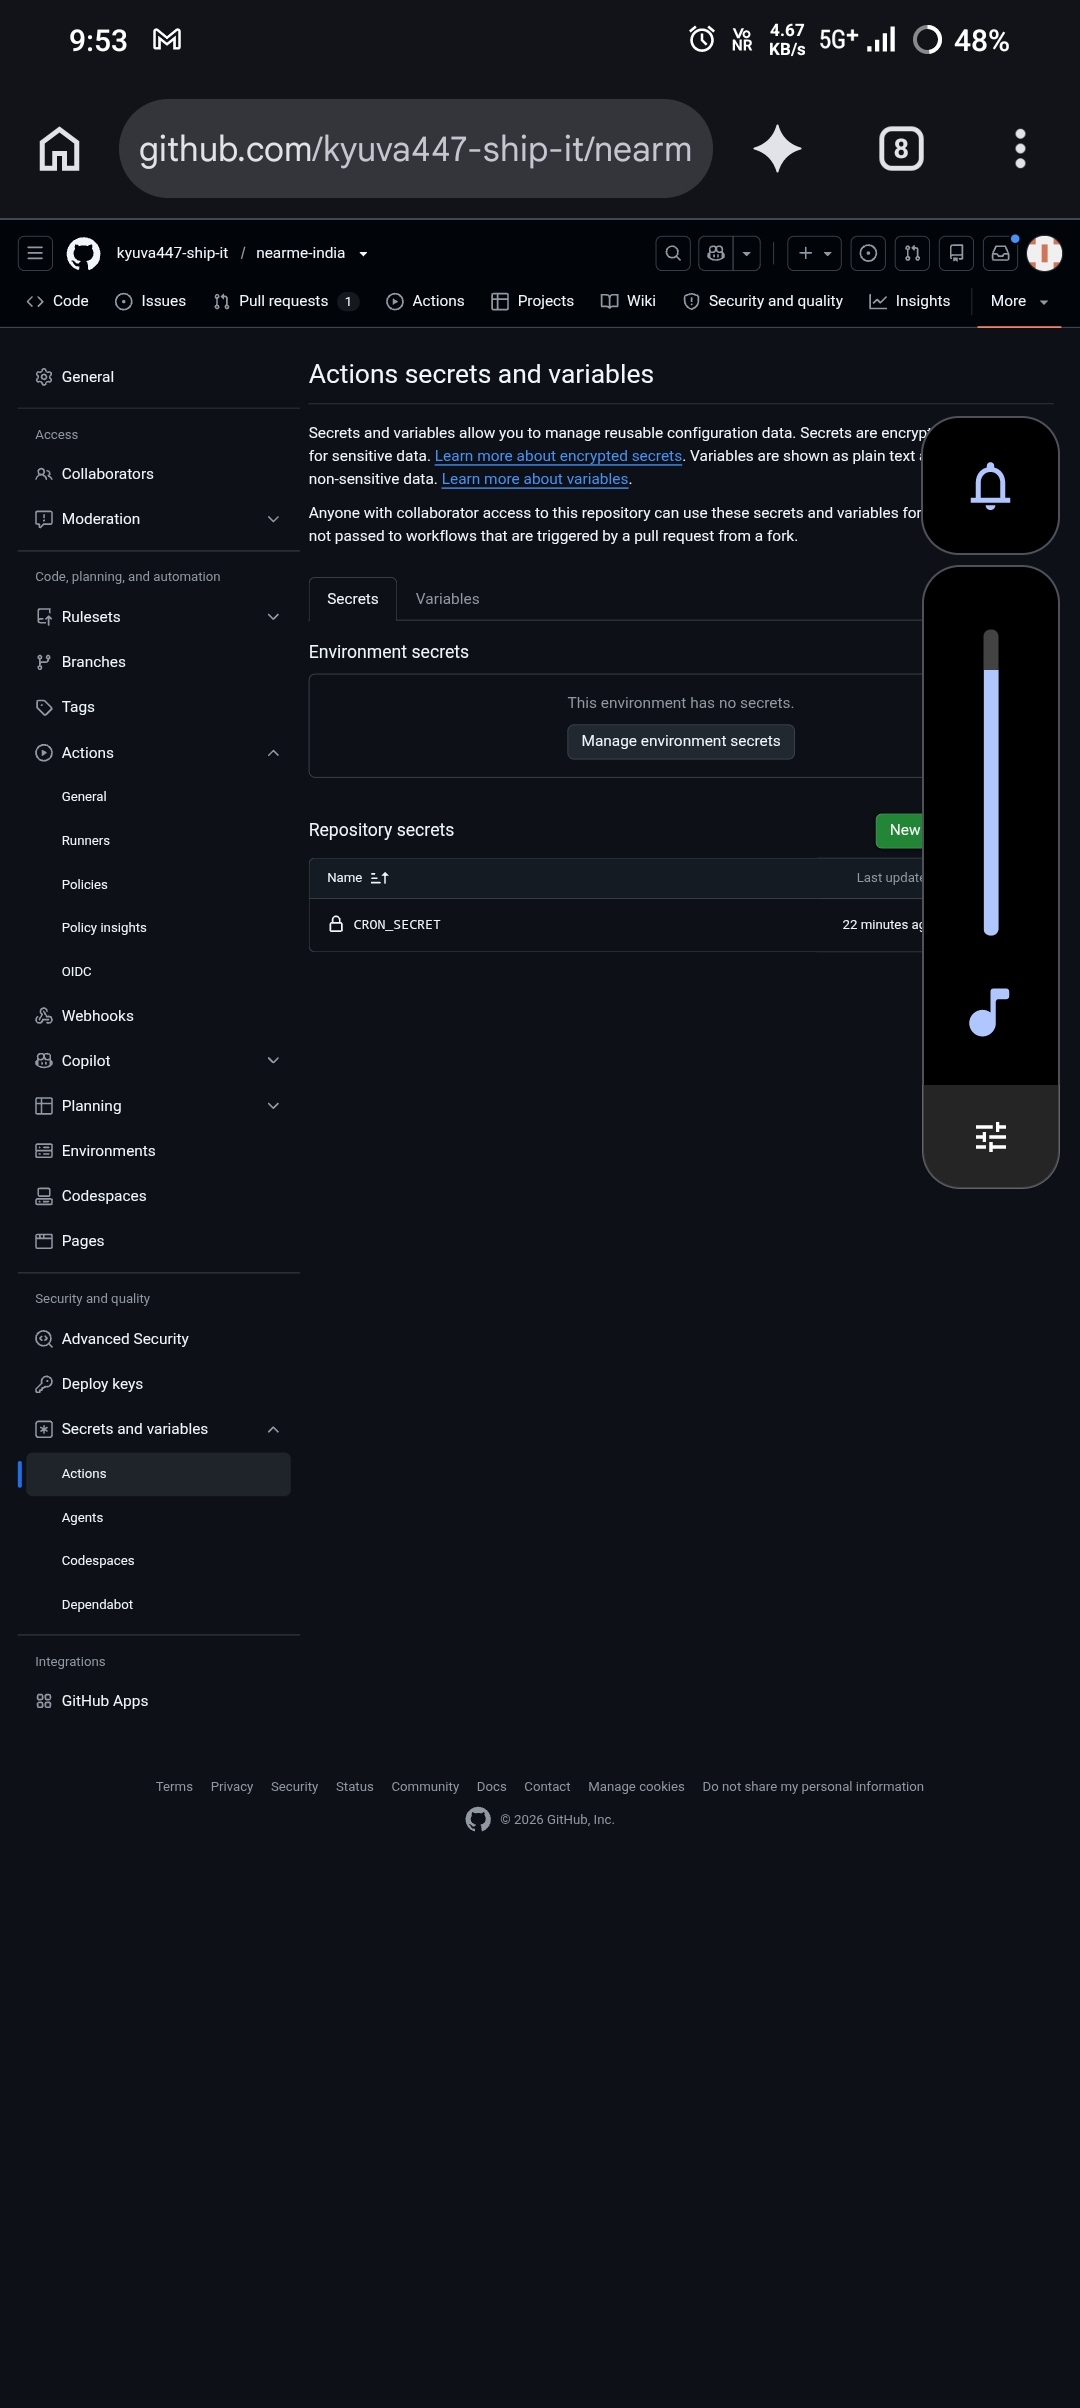 9:53
Vo NR
4.67 KB/s
5G+
48%
github.com/kyuva447-ship-it/nearm
8
kyuva447-ship-it / nearme-india
Code Issues Pull requests 1 Actions Projects Wiki Security and quality Insights More
General
Access
Collaborators
Moderation
Code, planning, and automation
Rulesets
Branches
Tags
Actions
General
Runners
Policies
Policy insights
OIDC
Webhooks
Copilot
Planning
Environments
Codespaces
Pages
Security and quality
Advanced Security
Deploy keys
Secrets and variables
Actions
Agents
Codespaces
Dependabot
Integrations
GitHub Apps
Actions secrets and variables
Secrets and variables allow you to manage reusable configuration data. Secrets are encrypt
for sensitive data. Learn more about encrypted secrets. Variables are shown as plain text
non-sensitive data. Learn more about variables.
Anyone with collaborator access to this repository can use these secrets and variables for
not passed to workflows that are triggered by a pull request from a fork.
Secrets Variables
Environment secrets
This environment has no secrets.
Manage environment secrets
Repository secrets
New
Name Last update
CRON_SECRET 22 minutes ag
Terms Privacy Security Status Community Docs Contact Manage cookies Do not share my personal information
© 2026 GitHub, Inc.